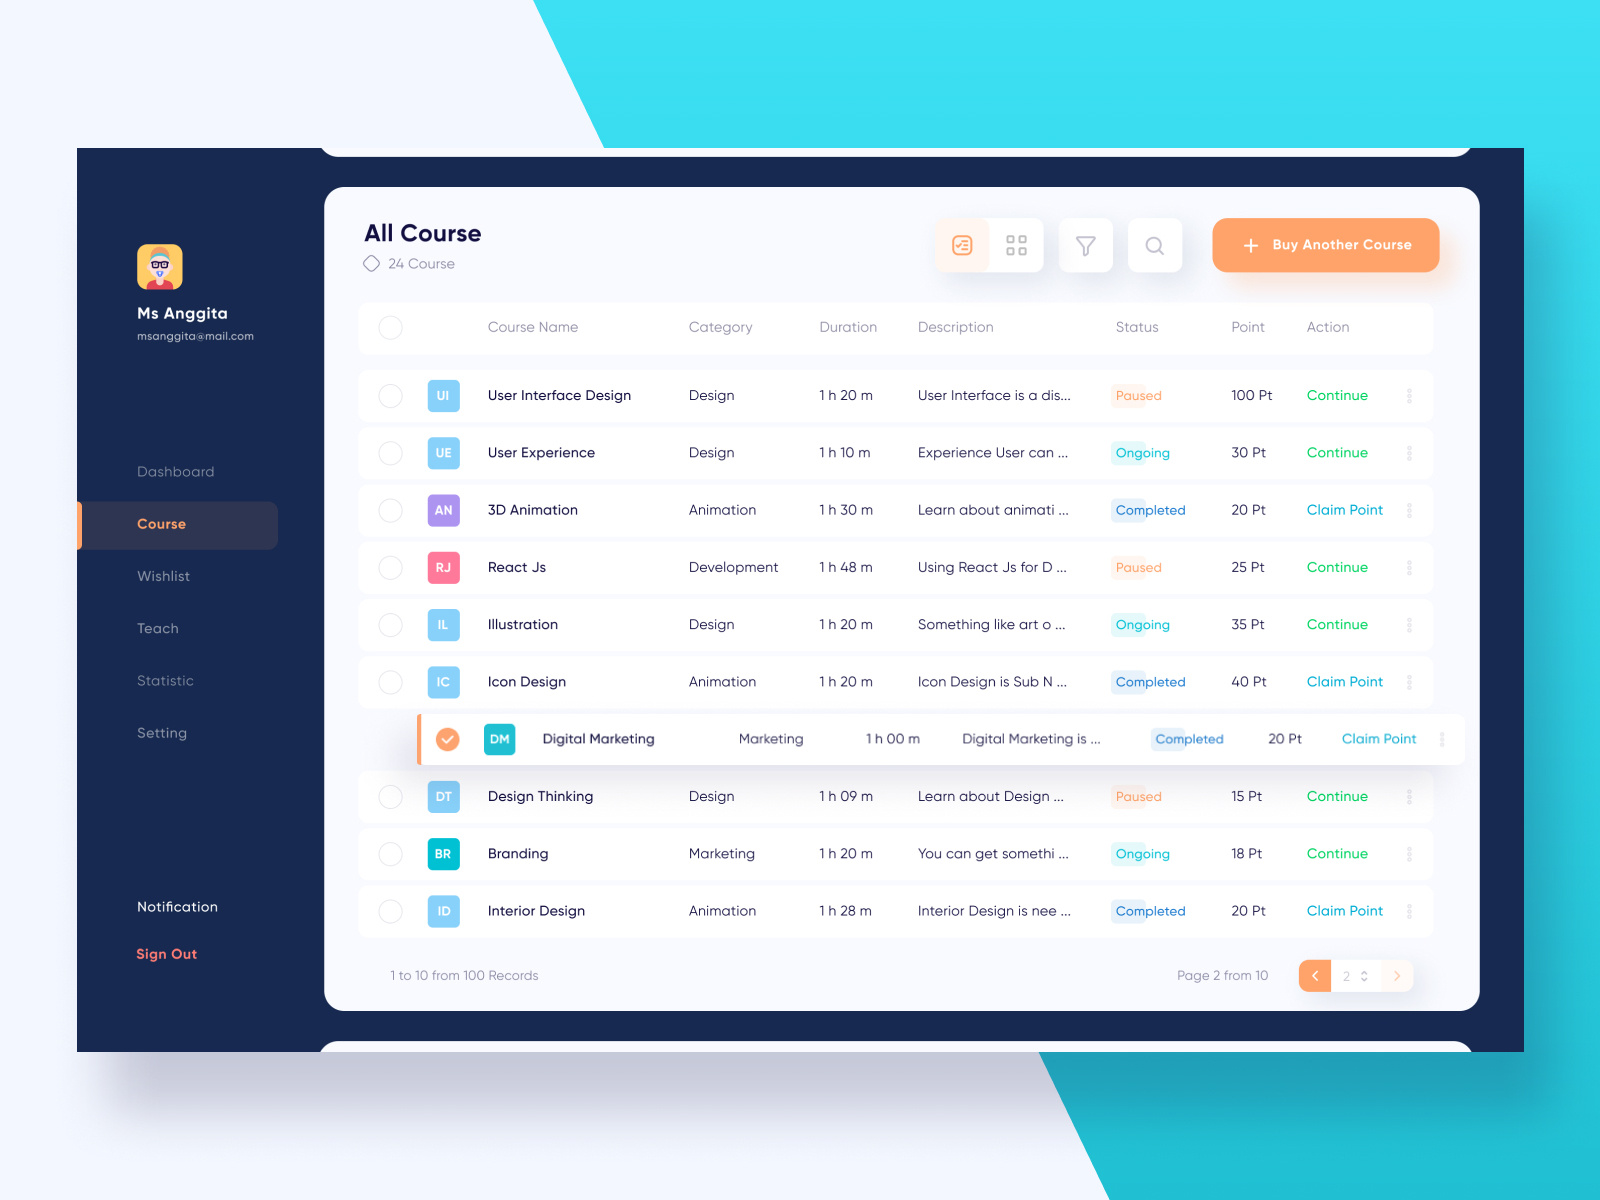 Ms Anggita
msanggita@mail.com
Dashboard
Course
Wishlist
Teach
Statistic
Setting
Notification
Sign Out
All Course
24 Course
Buy Another Course
Course Name Category Duration Description Status Point Action
UI User Interface Design Design 1 h 20 m User Interface is a dis... Paused 100 Pt Continue
UE User Experience Design 1 h 10 m Experience User can ... Ongoing 30 Pt Continue
AN 3D Animation Animation 1 h 30 m Learn about animati ... Completed 20 Pt Claim Point
RJ React Js Development 1 h 48 m Using React Js for D ... Paused 25 Pt Continue
IL Illustration Design 1 h 20 m Something like art o ... Ongoing 35 Pt Continue
IC Icon Design Animation 1 h 20 m Icon Design is Sub N ... Completed 40 Pt Claim Point
DM Digital Marketing Marketing 1 h 00 m Digital Marketing is ... Completed 20 Pt Claim Point
DT Design Thinking Design 1 h 09 m Learn about Design ... Paused 15 Pt Continue
BR Branding Marketing 1 h 20 m You can get somethi ... Ongoing 18 Pt Continue
ID Interior Design Animation 1 h 28 m Interior Design is nee ... Completed 20 Pt Claim Point
1 to 10 from 100 Records Page 2 from 10 2